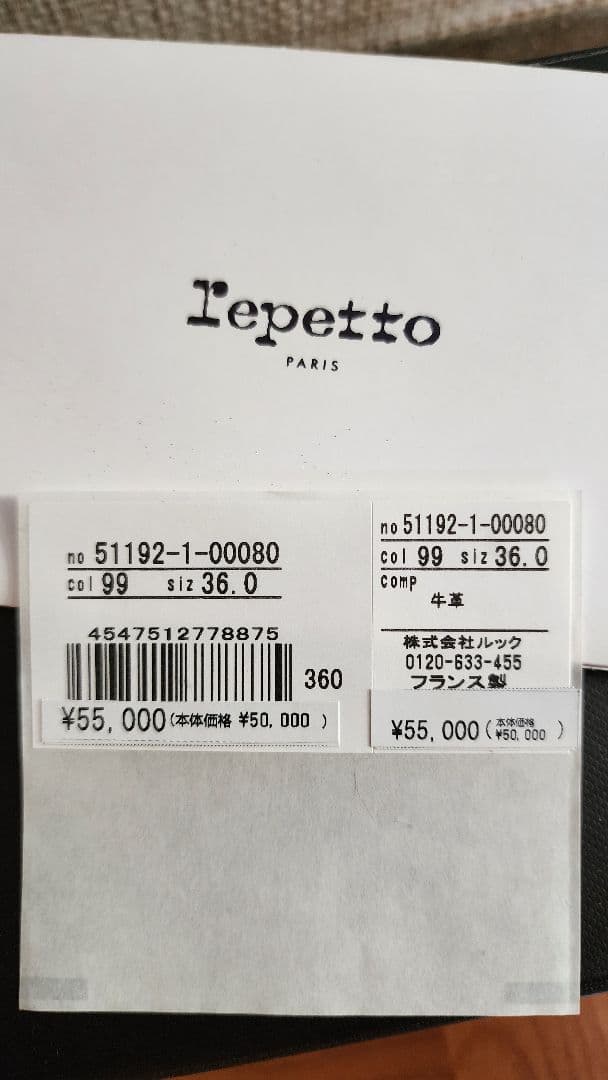 repetto
PARIS
no 51192-1-00080
col 99 siz 36.0
4547512778875
360
¥55,000(本体価格 ¥50,000 )
no 51192-1-00080
col 99 siz 36.0
comp
牛革
株式会社ルック
0120-633-455
フランス製
¥55,000(本体価格 ¥50,000 )